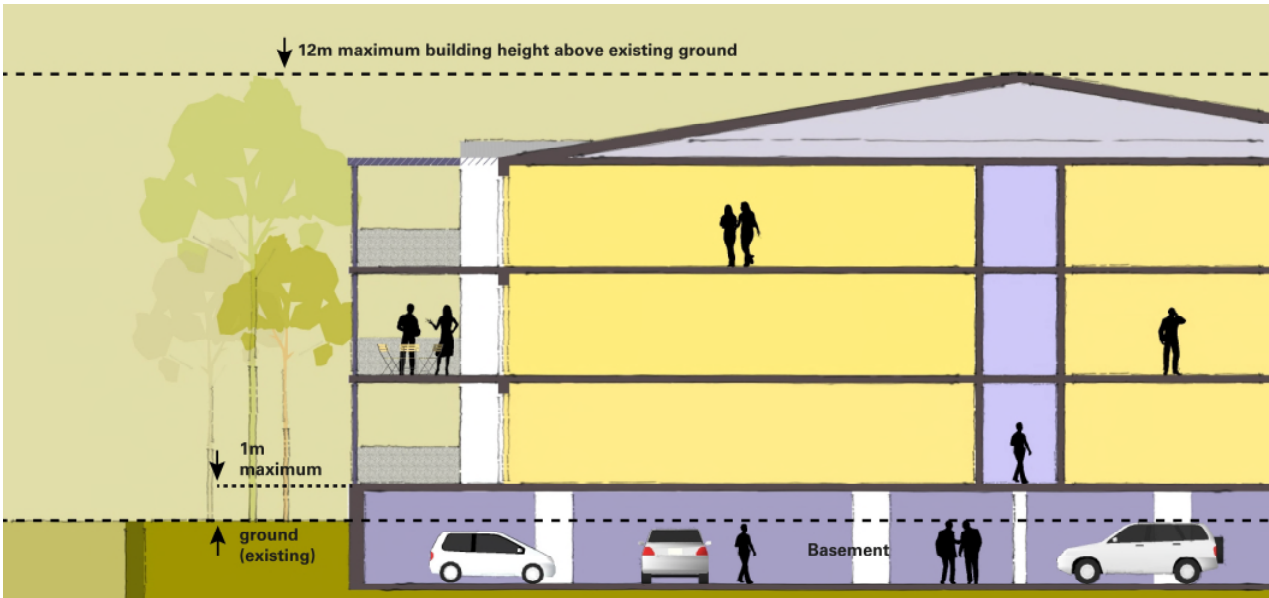 12m maximum building height above existing ground
1m
maximum
ground
(existing)
Basement